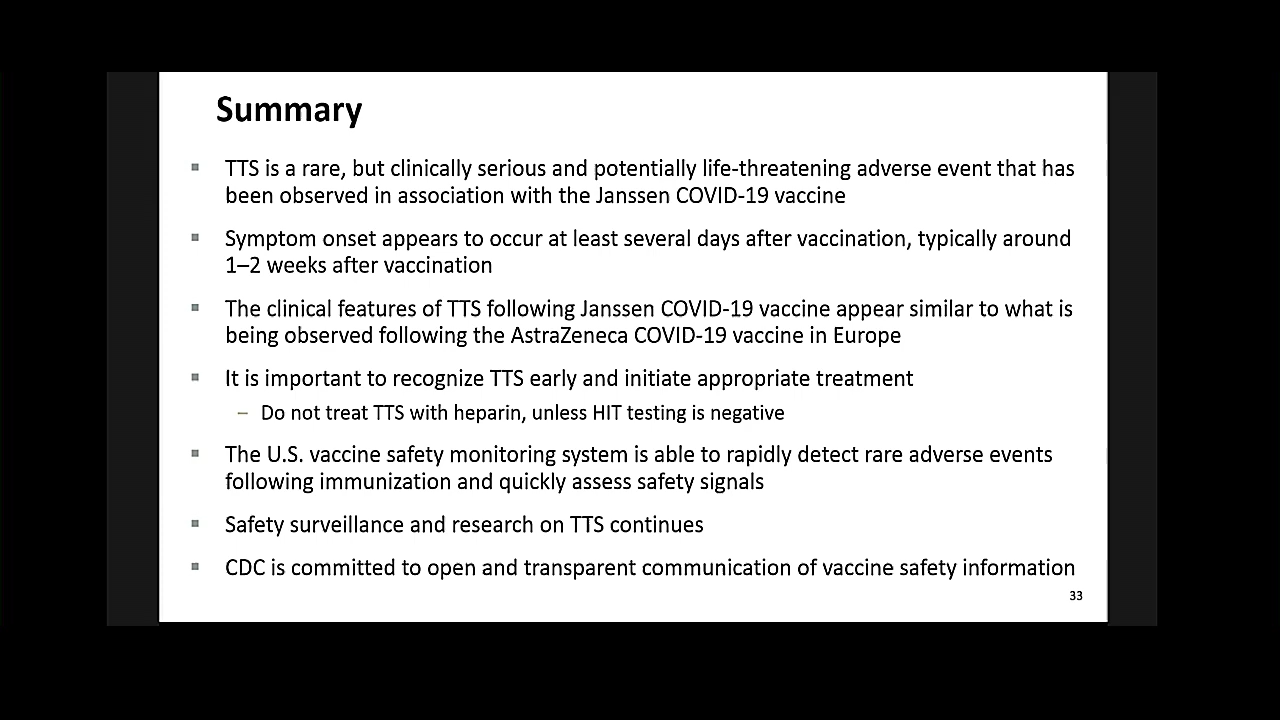 Summary
▪ TTS is a rare, but clinically serious and potentially life-threatening adverse event that has
been observed in association with the Janssen COVID-19 vaccine
▪ Symptom onset appears to occur at least several days after vaccination, typically around
1–2 weeks after vaccination
▪ The clinical features of TTS following Janssen COVID-19 vaccine appear similar to what is
being observed following the AstraZeneca COVID-19 vaccine in Europe
▪ It is important to recognize TTS early and initiate appropriate treatment
– Do not treat TTS with heparin, unless HIT testing is negative
▪ The U.S. vaccine safety monitoring system is able to rapidly detect rare adverse events
following immunization and quickly assess safety signals
▪ Safety surveillance and research on TTS continues
▪ CDC is committed to open and transparent communication of vaccine safety information
33